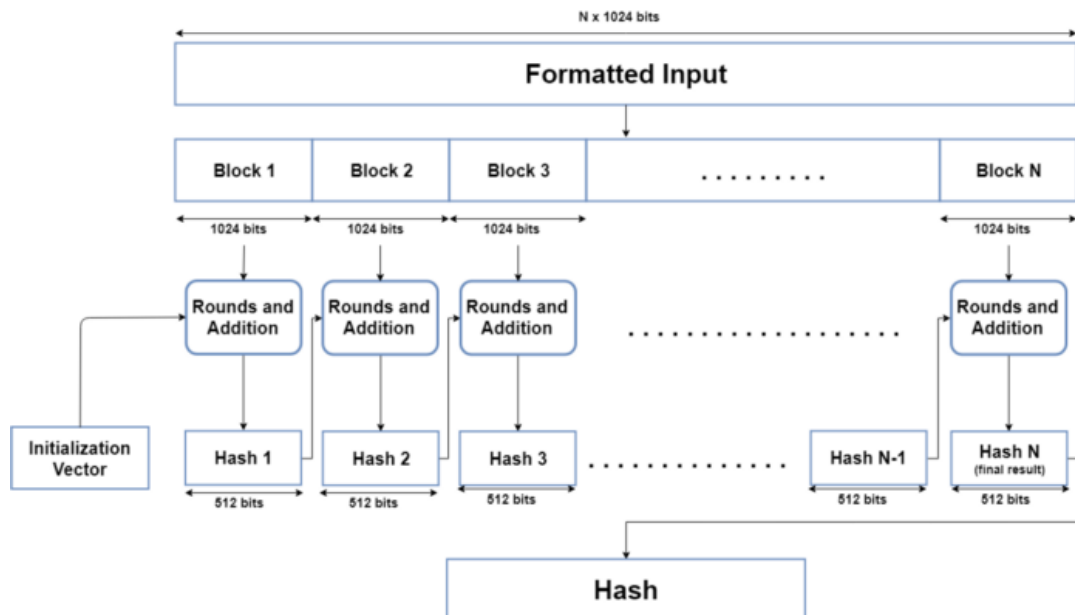 N x 1024 bits
Formatted Input
Block 1
Block 2
Block 3
. . . . . . . . .
Block N
1024 bits
1024 bits
1024 bits
1024 bits
Rounds and
Addition
Rounds and
Addition
Rounds and
Addition
Rounds and
Addition
Initialization
Vector
Hash 1
Hash 2
Hash 3
Hash N-1
Hash N
(final result)
512 bits
512 bits
512 bits
512 bits
512 bits
Hash